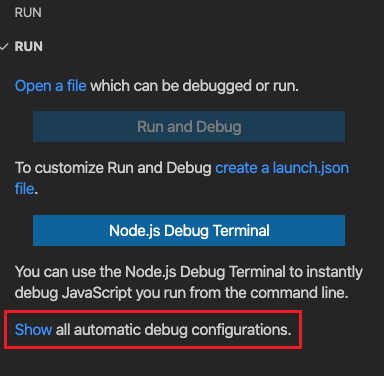 RUN
RUN
Open a file which can be debugged or run.
Run and Debug
To customize Run and Debug create a launch.json
file.
Node.js Debug Terminal
You can use the Node.js Debug Terminal to instantly
debug JavaScript you run from the command line.
Show all automatic debug configurations.